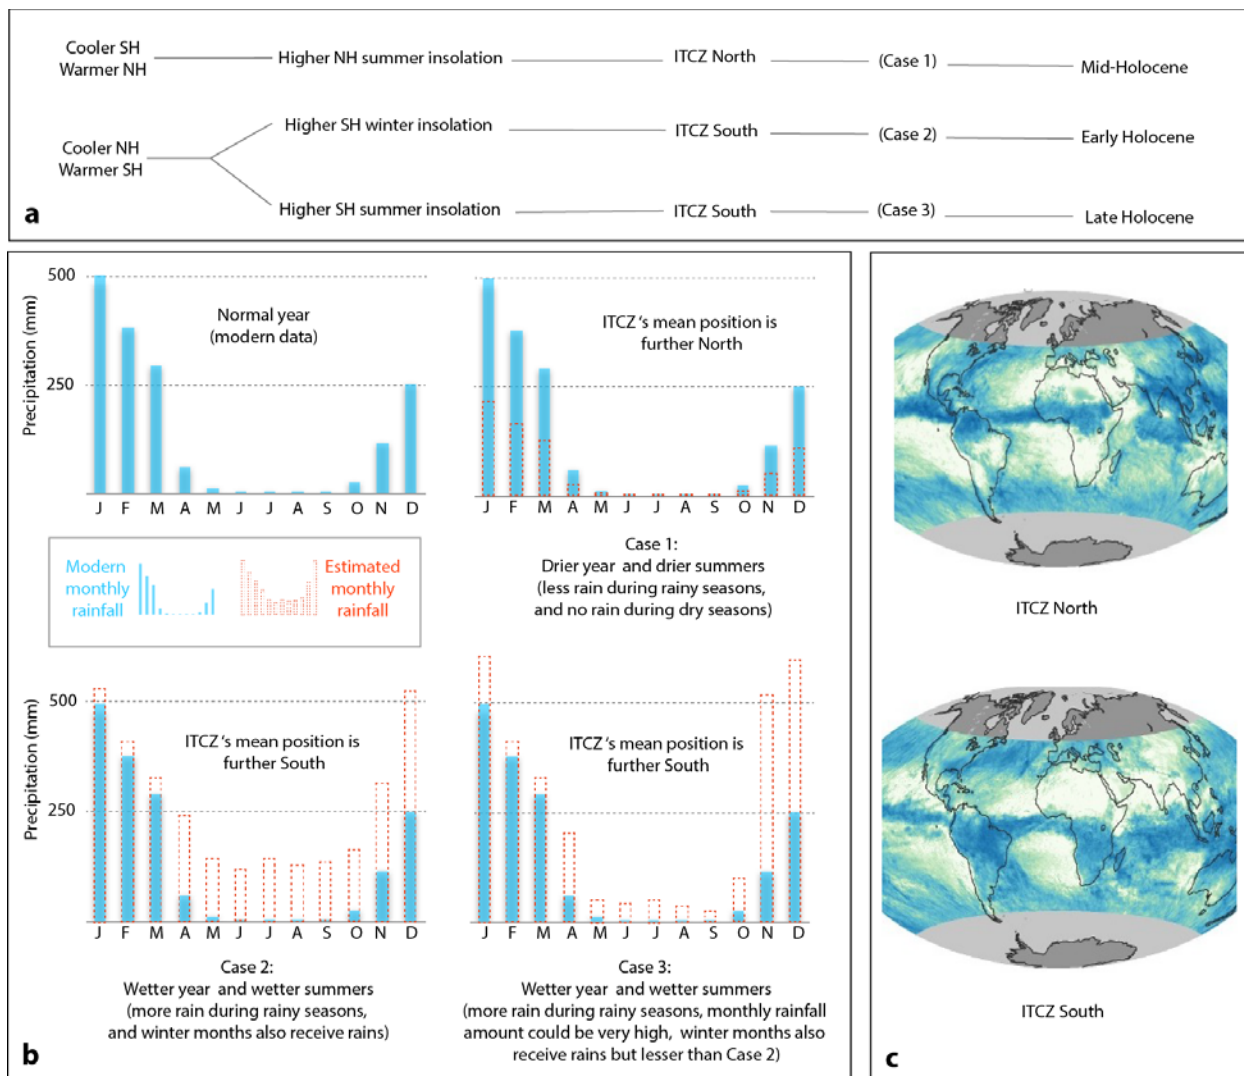 Cooler SH
Warmer NH
Higher NH summer insolation
ITCZ North
(Case 1)
Mid-Holocene
Cooler NH
Warmer SH
Higher SH winter insolation
ITCZ South
(Case 2)
Early Holocene
Higher SH summer insolation
ITCZ South
(Case 3)
Late Holocene
a
Precipitation (mm)
500
250
Normal year
(modern data)
J F M A M J J A S O N D
ITCZ's mean position is
further North
J F M A M J J A S O N D
Case 1:
Drier year and drier summers
(less rain during rainy seasons,
and no rain during dry seasons)
Modern
monthly
rainfall
Estimated
monthly
rainfall
Precipitation (mm)
500
250
ITCZ's mean position is
further South
J F M A M J J A S O N D
Case 2:
Wetter year and wetter summers
(more rain during rainy seasons,
and winter months also receive rains)
ITCZ's mean position is
further South
J F M A M J J A S O N D
Case 3:
Wetter year and wetter summers
(more rain during rainy seasons, monthly rainfall
amount could be very high, winter months also
receive rains but lesser than Case 2)
b
ITCZ North
ITCZ South
c